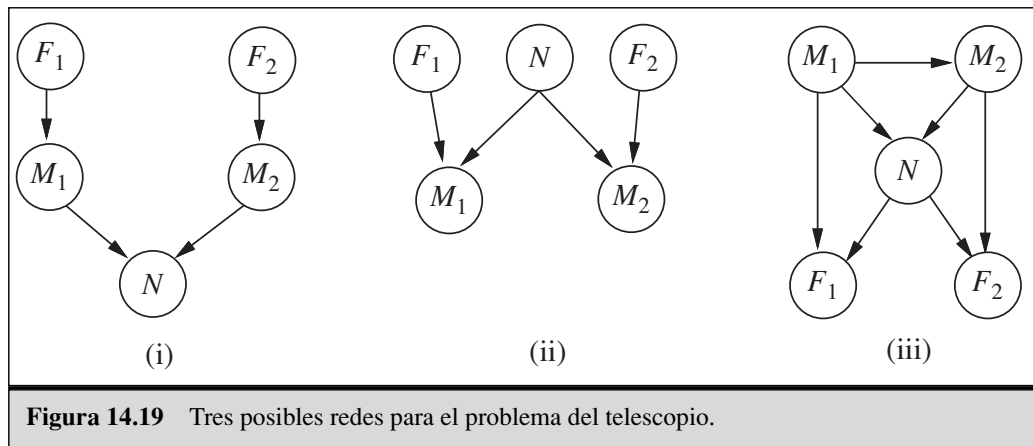 F1 F2 F1 N F2 M1 M2
M1 M2 M1 M2 N
N F1 F2
(i) (ii) (iii)
Figura 14.19 Tres posibles redes para el problema del telescopio.